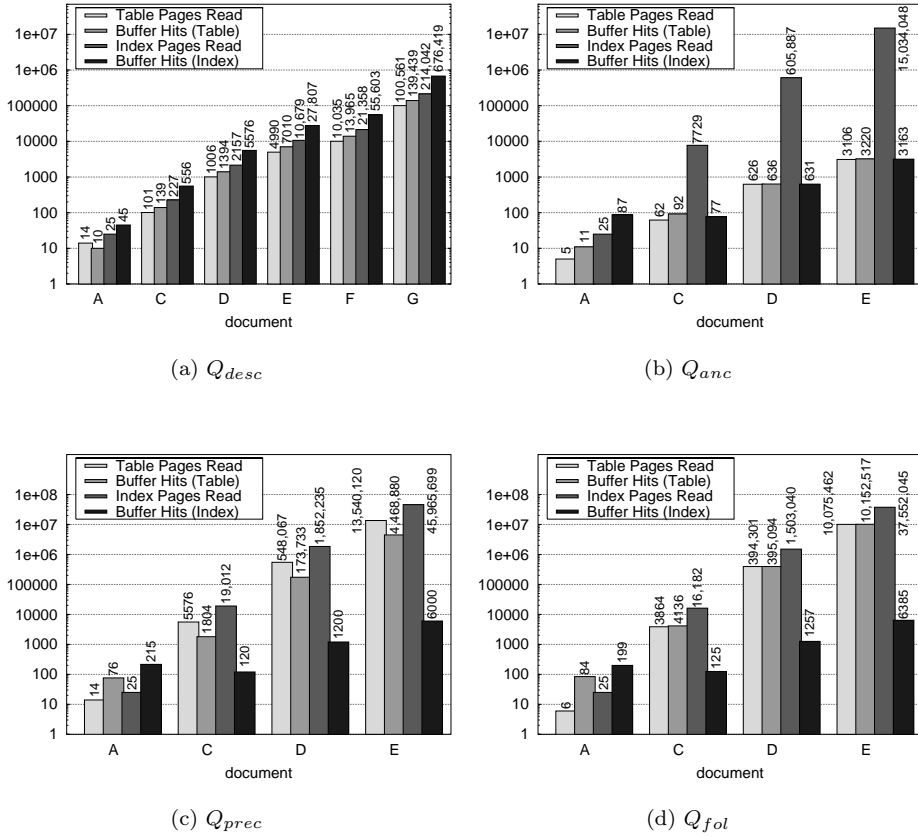 Table Pages Read
Buffer Hits (Table)
Index Pages Read
Buffer Hits (Index)
1e+07
1e+06
100000
10000
1000
100
10
1
14
10
25
45
101
139
227
556
1006
1394
2157
5576
4990
7010
10,679
27,807
10,035
13,965
21,358
55,603
100,561
139,439
214,042
676,419
A C D E F G
document
(a) Q_desc
Table Pages Read
Buffer Hits (Table)
Index Pages Read
Buffer Hits (Index)
1e+07
1e+06
100000
10000
1000
100
10
1
5
11
25
87
62
92
7729
77
626
636
605,887
631
3106
3220
15,034,048
3163
A C D E
document
(b) Q_anc
Table Pages Read
Buffer Hits (Table)
Index Pages Read
Buffer Hits (Index)
1e+08
1e+07
1e+06
100000
10000
1000
100
10
1
14
76
25
215
5576
1804
19,012
120
548,067
173,733
1,852,235
1200
13,540,120
4,468,880
45,965,699
6000
A C D E
document
(c) Q_prec
Table Pages Read
Buffer Hits (Table)
Index Pages Read
Buffer Hits (Index)
1e+08
1e+07
1e+06
100000
10000
1000
100
10
1
6
84
25
199
3864
4136
16,182
125
394,301
395,094
1,503,040
1257
10,075,462
10,152,517
37,552,045
6385
A C D E
document
(d) Q_fol